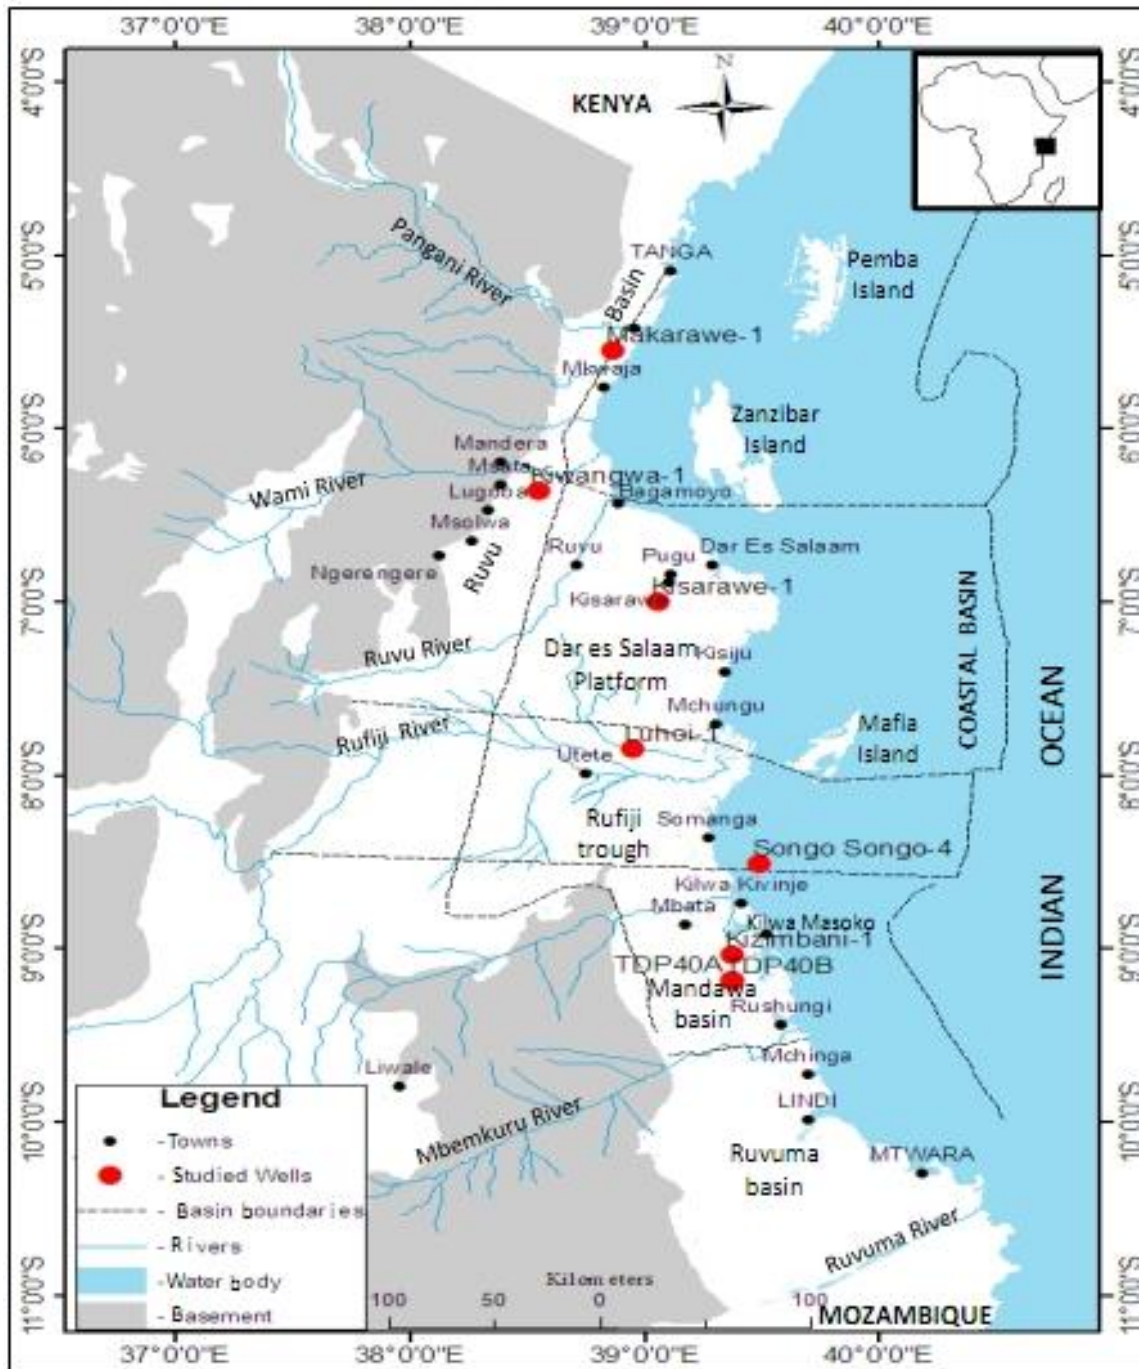 37°0'0"E 38°0'0"E 39°0'0"E 40°0'0"E
4°0'0"S
4°0'0"S
N
KENYA
Pangani River
TANGA
Pemba
Island
5°0'0"S
5°0'0"S
Basin
Makarawe-1
Mkwaja
Zanzibar
Island
6°0'0"S
6°0'0"S
Mandera
Msata
Kiwangwa-1
Wami River
Lugoba
Bagamoyo
Msolwa
Ruvu
Ruvu
Pugu
Dar Es Salaam
Ngerengere
Kisarawe-1
Kisarawe
7°0'0"S
7°0'0"S
COASTAL BASIN
Ruvu River
Dar es Salaam
Platform
Kisiju
Mchungu
OCEAN
Rufiji River
Luhoi-1
Mafia
Island
Utete
8°0'0"S
8°0'0"S
Rufiji
trough
Somanga
Songo Songo-4
Kilwa Kivinje
Mbata
Kilwa Masoko
INDIAN
9°0'0"S
9°0'0"S
Kizimbani-1
TDP40A TDP40B
Mandawa
basin
Rushungi
Mchinga
Liwale
LINDI
Mbemkuru River
10°0'0"S
10°0'0"S
Ruvuma
basin
MTWARA
Ruvuma River
MOZAMBIQUE
11°0'0"S
11°0'0"S
Legend
- Towns
- Studied Wells
- Basin boundaries
- Rivers
- Water body
- Basement
Kilometers
100 50 0 100
37°0'0"E 38°0'0"E 39°0'0"E 40°0'0"E